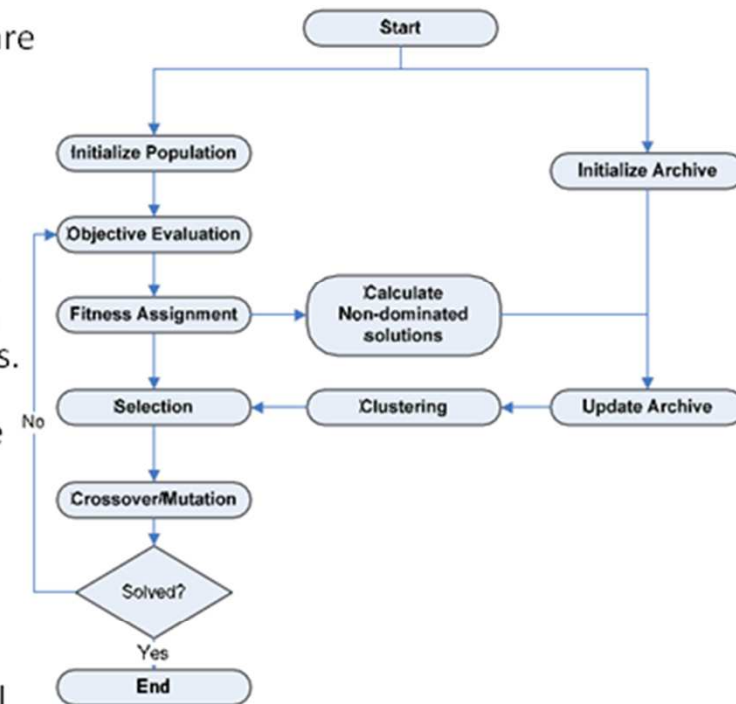 are
Start
Initialize Population
Initialize Archive
Objective Evaluation
Fitness Assignment
Calculate
Non-dominated
solutions
s.
Selection
Clustering
Update Archive
No
e
Crossover/Mutation
Solved?
Yes
End